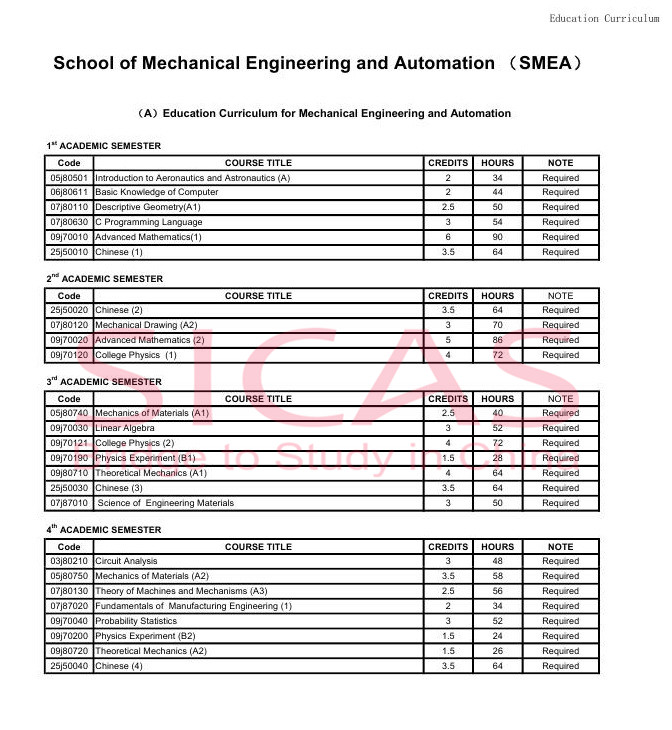 Education Curriculum
School of Mechanical Engineering and Automation （SMEA）
（A）Education Curriculum for Mechanical Engineering and Automation
1st ACADEMIC SEMESTER
Code COURSE TITLE CREDITS HOURS NOTE
05j80501 Introduction to Aeronautics and Astronautics (A) 2 34 Required
06j80611 Basic Knowledge of Computer 2 44 Required
07j80110 Descriptive Geometry(A1) 2.5 50 Required
07j80630 C Programming Language 3 54 Required
09j70010 Advanced Mathematics(1) 6 90 Required
25j50010 Chinese (1) 3.5 64 Required
2nd ACADEMIC SEMESTER
Code COURSE TITLE CREDITS HOURS NOTE
25j50020 Chinese (2) 3.5 64 Required
07j80120 Mechanical Drawing (A2) 3 70 Required
09j70020 Advanced Mathematics (2) 5 86 Required
09j70120 College Physics (1) 4 72 Required
3rd ACADEMIC SEMESTER
Code COURSE TITLE CREDITS HOURS NOTE
05j80740 Mechanics of Materials (A1) 2.5 40 Required
09j70030 Linear Algebra 3 52 Required
09j70121 College Physics (2) 4 72 Required
09j70190 Physics Experiment (B1) 1.5 28 Required
09j80710 Theoretical Mechanics (A1) 4 64 Required
25j50030 Chinese (3) 3.5 64 Required
07j87010 Science of Engineering Materials 3 50 Required
SICAS
Bridge to Study in China
4th ACADEMIC SEMESTER
Code COURSE TITLE CREDITS HOURS NOTE
03j80210 Circuit Analysis 3 48 Required
05j80750 Mechanics of Materials (A2) 3.5 58 Required
07j80130 Theory of Machines and Mechanisms (A3) 2.5 56 Required
07j87020 Fundamentals of Manufacturing Engineering (1) 2 34 Required
09j70040 Probability Statistics 3 52 Required
09j70200 Physics Experiment (B2) 1.5 24 Required
09j80720 Theoretical Mechanics (A2) 1.5 26 Required
25j50040 Chinese (4) 3.5 64 Required